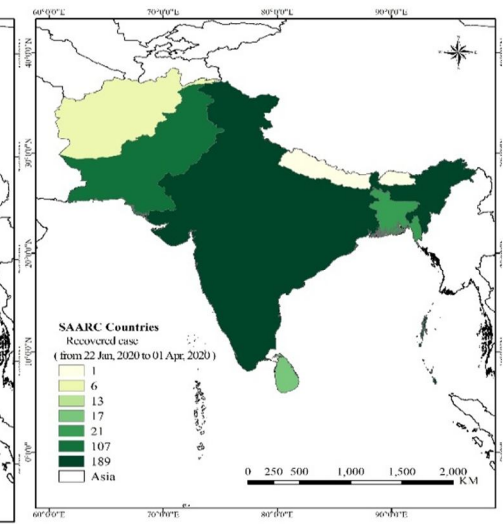 60°0'0"E 70°0'0"E 80°0'0"E 90°0'0"E
40°0'0"N
30°0'0"N
20°0'0"N
10°0'0"N
0°0'0"
SAARC Countries
Recovered case
( from 22 Jan, 2020 to 01 Apr, 2020 )
1
6
13
17
21
107
189
Asia
0 250 500 1,000 1,500 2,000
KM
60°0'0"E 70°0'0"E 80°0'0"E 90°0'0"E